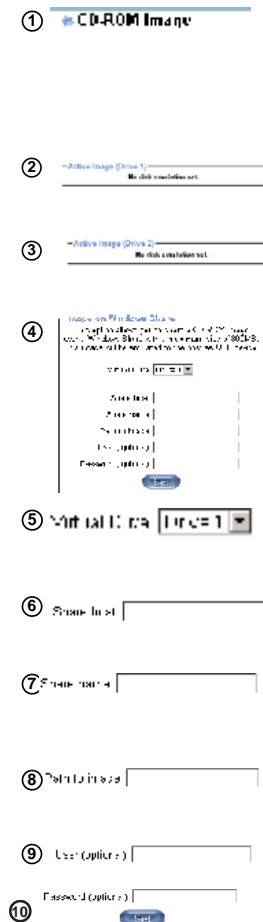 ① CD-ROM Image
② Active Image (Drive 1)
No disk emulation set.
③ Active Image (Drive 2)
No disk emulation set.
④ Image on Windows Share
Virtual Drive Drive 1
Share host
Share name
Path to image
User (optional)
Password (optional)
Set
⑤ Virtual Drive Drive 1
⑥ Share host
⑦ Share name
⑧ Path to image
⑨ User (optional)
Password (optional)
⑩ Set